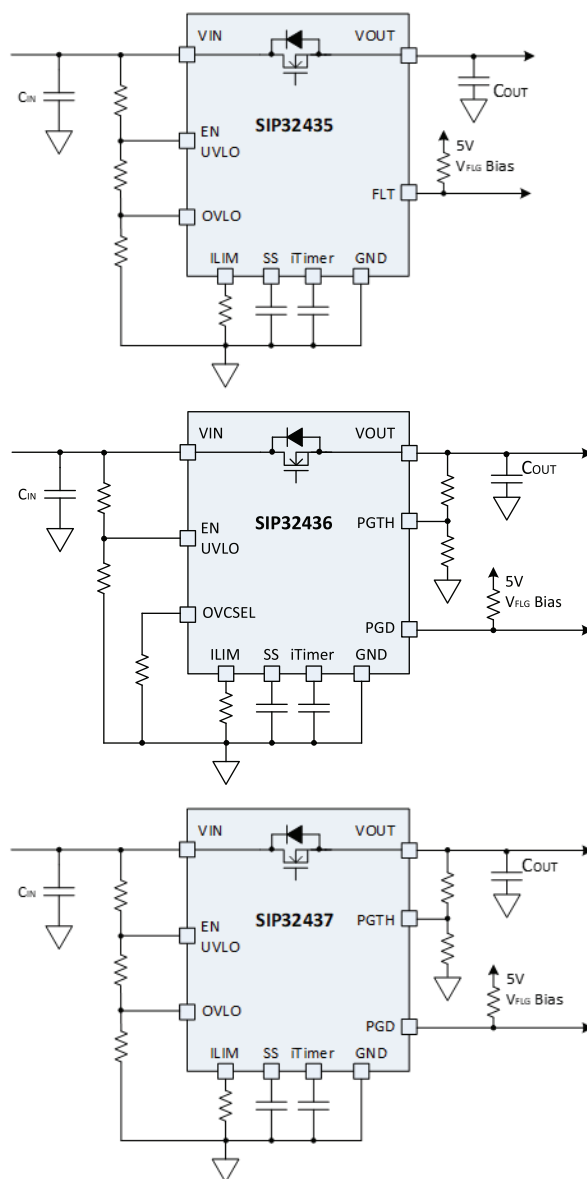 VIN VOUT
CIN
COUT
SIP32435
EN
UVLO
5V
VFLG Bias
OVLO
FLT
ILIM SS iTimer GND
VIN VOUT
CIN
COUT
SIP32436
EN
UVLO
PGTH
5V
VFLG Bias
OVCSEL
PGD
ILIM SS iTimer GND
VIN VOUT
CIN
COUT
SIP32437
EN
UVLO
PGTH
5V
VFLG Bias
OVLO
PGD
ILIM SS iTimer GND